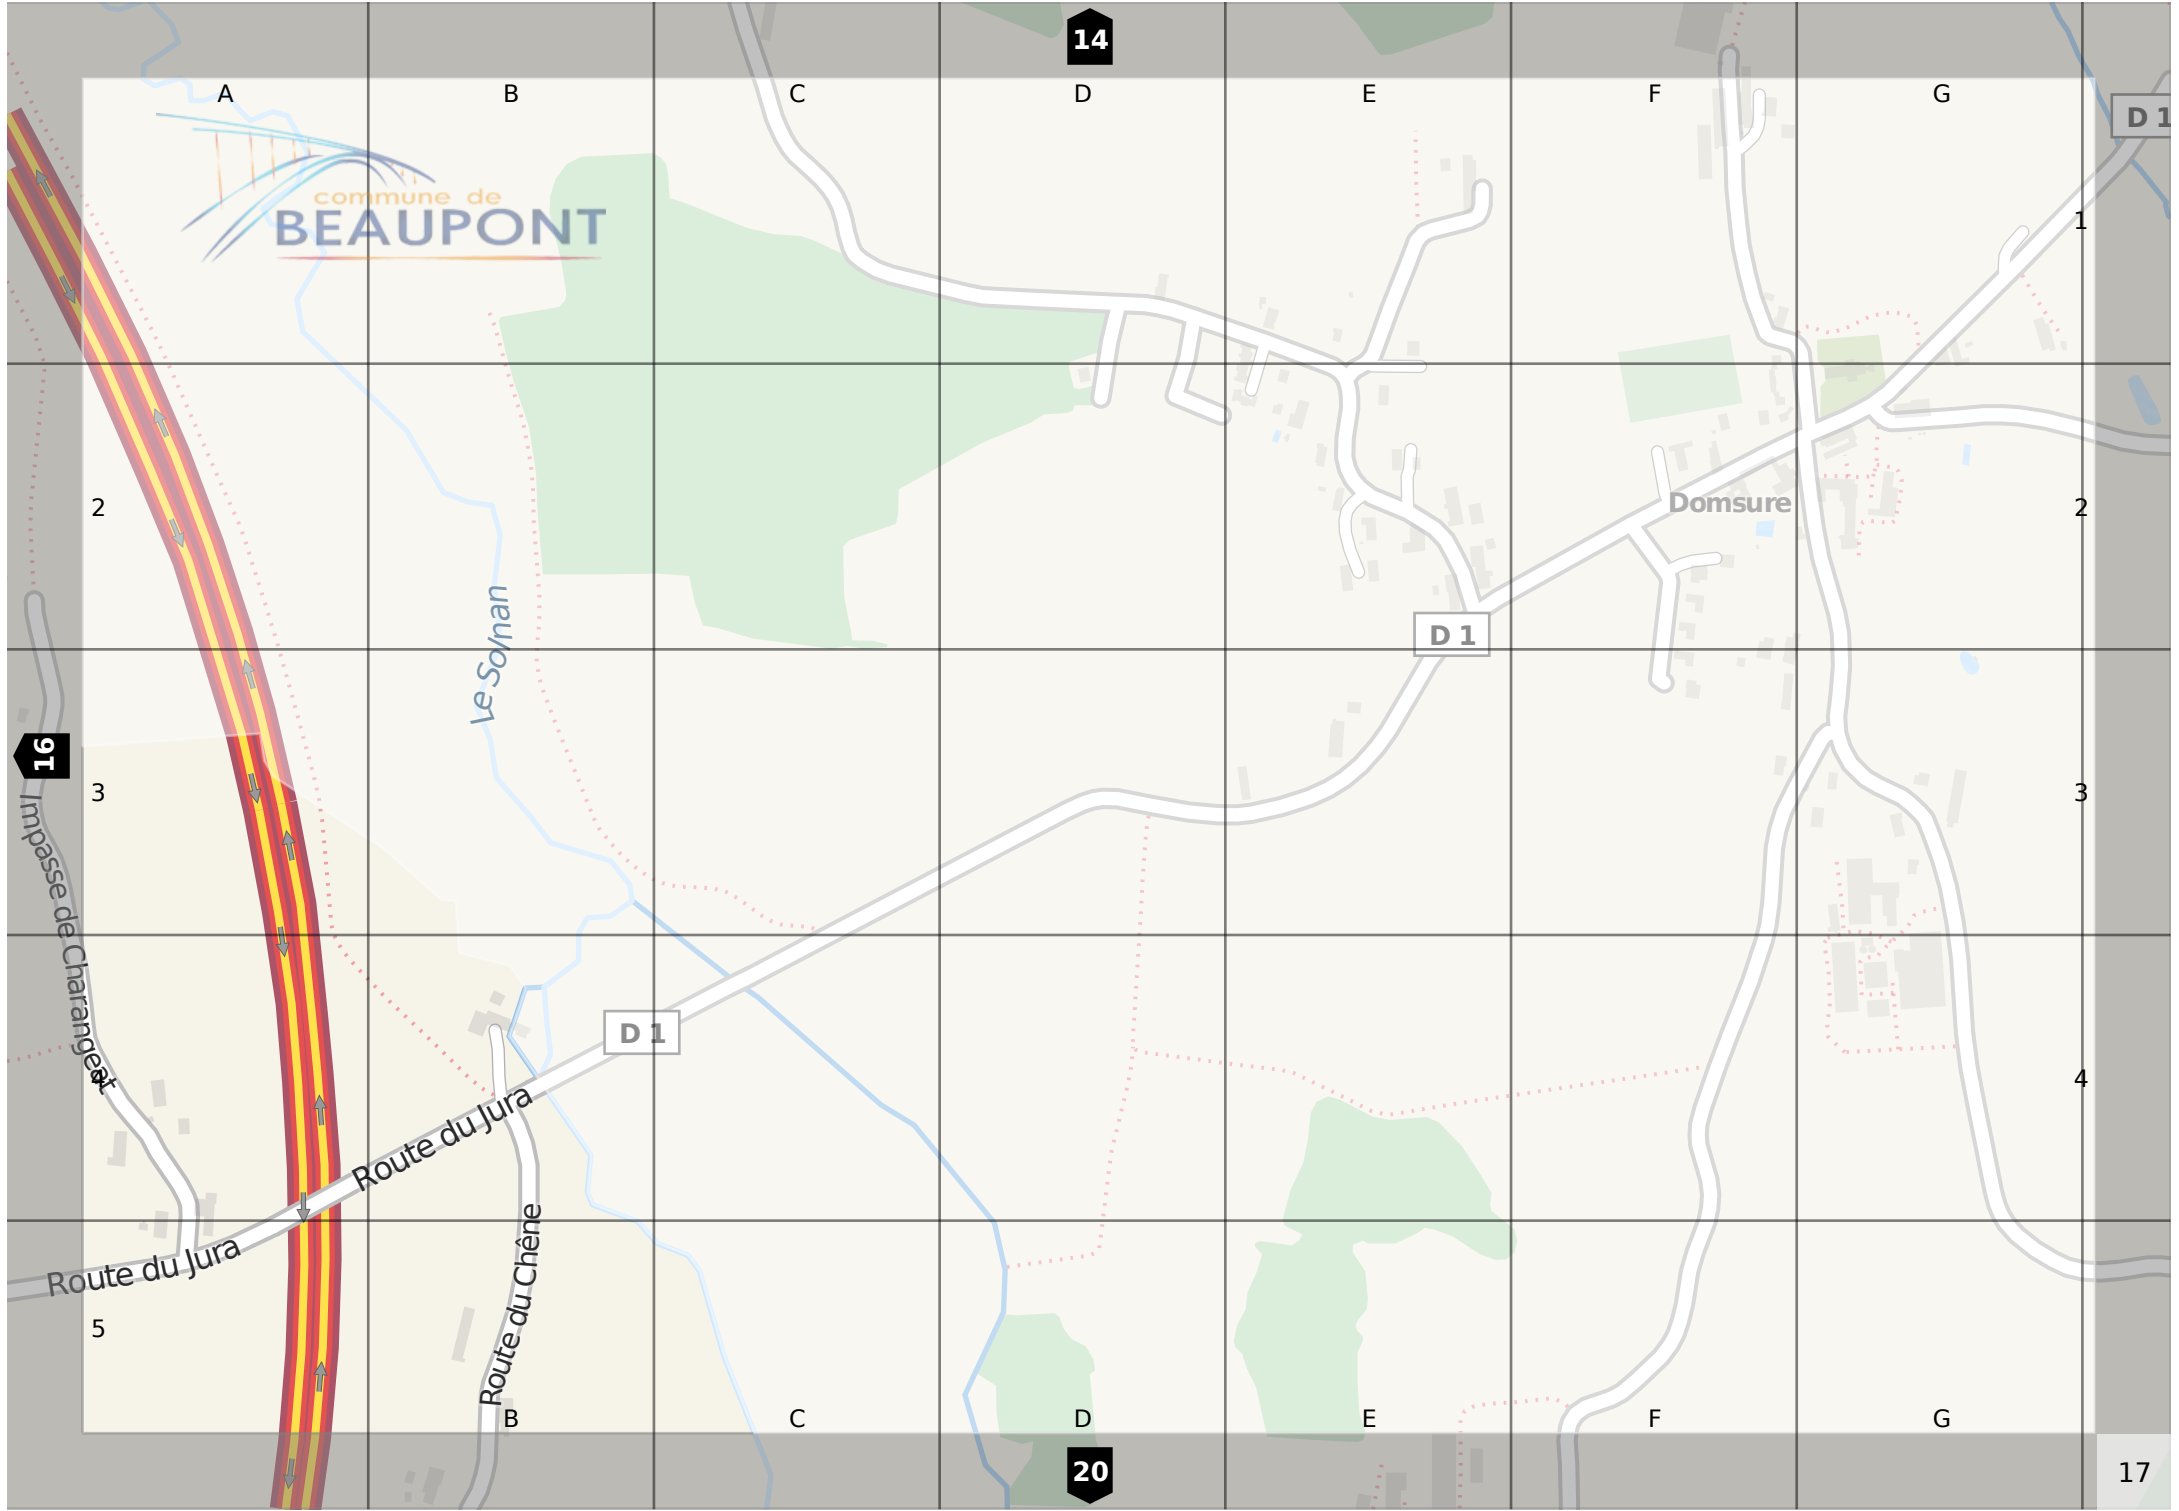 14
A
B
C
D
E
F
G
D 1
commune de
BEAUPONT
1
2
Domsure
2
Le Solnan
D 1
16
3
3
Impasse de Charangeat
D 1
4
4
Route du Jura
Route du Jura
Route du Chêne
5
B
C
D
E
F
G
20
17